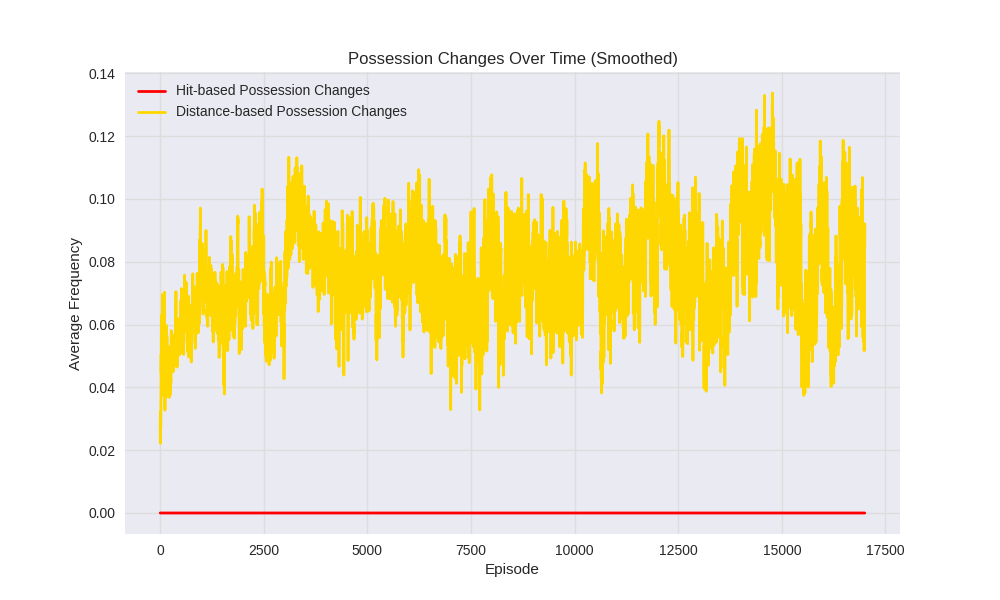 Possession Changes Over Time (Smoothed)
Hit-based Possession Changes
Distance-based Possession Changes
Average Frequency
0.14
0.12
0.10
0.08
0.06
0.04
0.02
0.00
0 2500 5000 7500 10000 12500 15000 17500
Episode